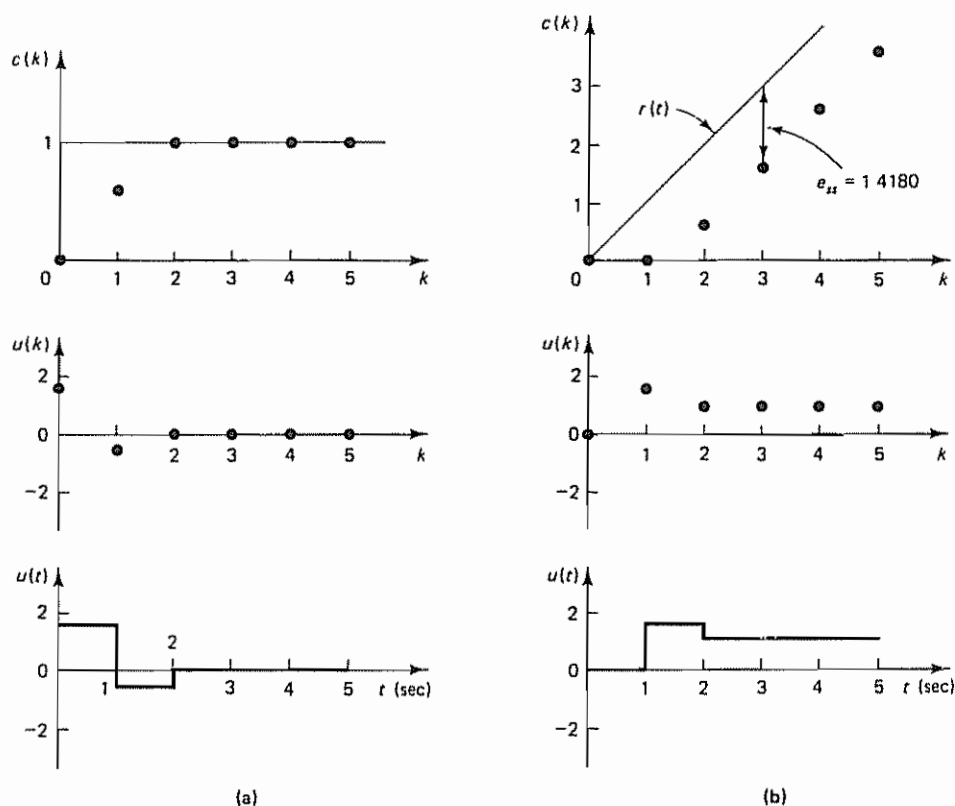 c(k)
1
0 1 2 3 4 5 k
u(k)
2
0
1 2 3 4 5 k
−2
u(t)
2
2
0
1 3 4 5 t (sec)
−2
(a)
c(k)
3
r(t)
2
e_ss = 1 4180
1
0 1 2 3 4 5 k
u(k)
2
0
1 2 3 4 5 k
−2
u(t)
2
0
1 2 3 4 5 t (sec)
−2
(b)